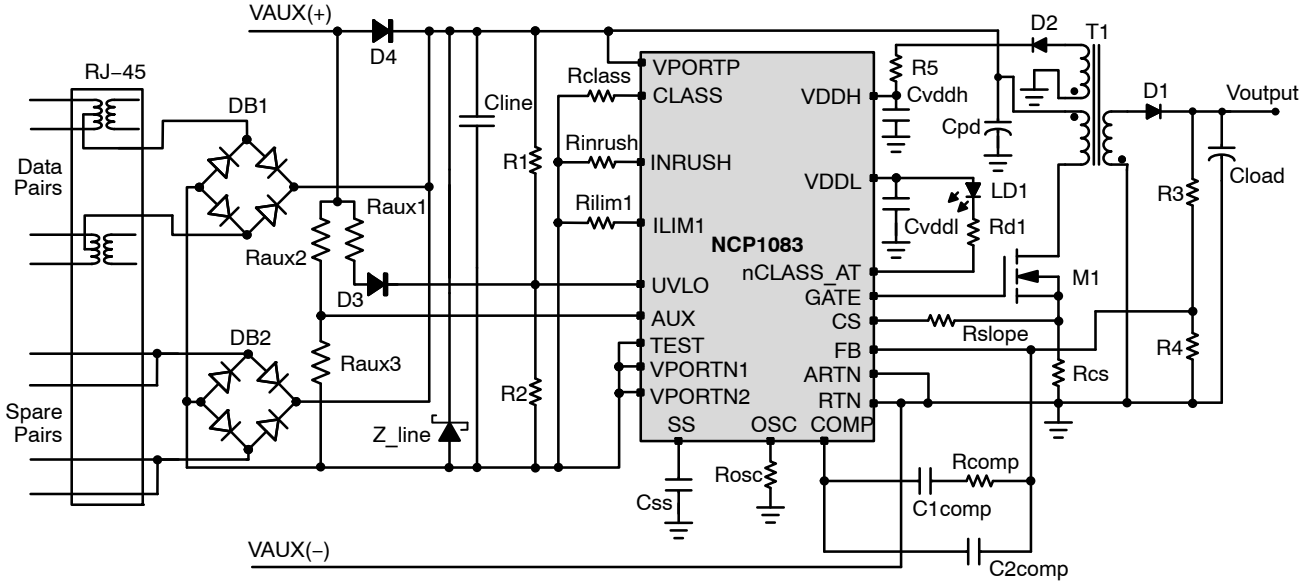 VAUX(+)
D4
D2
T1
RJ−45
DB1
Data
Pairs
Cline
R1
Rclass
Rinrush
Rilim1
VPORTP
CLASS
INRUSH
ILIM1
UVLO
AUX
TEST
VPORTN1
VPORTN2
NCP1083
VDDH
VDDL
nCLASS_AT
GATE
CS
FB
ARTN
RTN
SS
OSC
COMP
R5
Cvddh
Cpd
D1
Voutput
Cload
R3
LD1
Cvddl
Rd1
M1
Rslope
R4
Rcs
Raux1
Raux2
D3
Raux3
DB2
R2
Z_line
Spare
Pairs
Css
Rosc
Rcomp
C1comp
C2comp
VAUX(−)